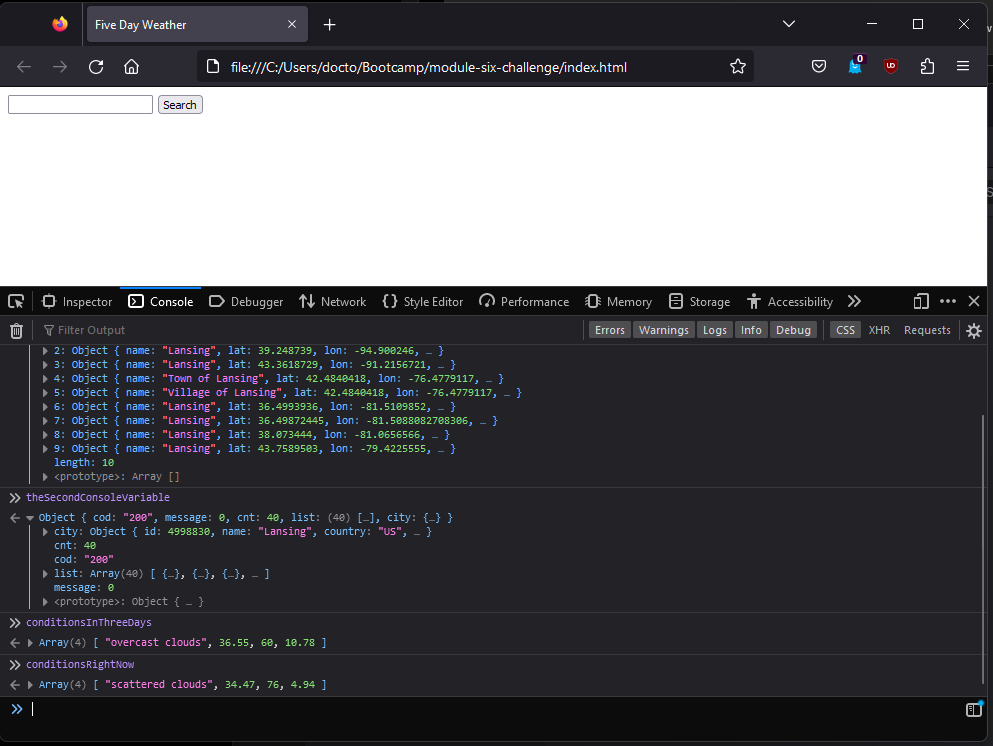 Five Day Weather
file:///C:/Users/docto/Bootcamp/module-six-challenge/index.html
0
UD
Search
Inspector Console Debugger Network Style Editor Performance Memory Storage Accessibility
Filter Output Errors Warnings Logs Info Debug CSS XHR Requests
2: Object { name: "Lansing", lat: 39.248739, lon: -94.900246, … }
3: Object { name: "Lansing", lat: 43.3618729, lon: -91.2156721, … }
4: Object { name: "Town of Lansing", lat: 42.4840418, lon: -76.4779117, … }
5: Object { name: "Village of Lansing", lat: 42.4840418, lon: -76.4779117, … }
6: Object { name: "Lansing", lat: 36.4993936, lon: -81.5109852, … }
7: Object { name: "Lansing", lat: 36.49872445, lon: -81.5088082708306, … }
8: Object { name: "Lansing", lat: 38.073444, lon: -81.0656566, … }
9: Object { name: "Lansing", lat: 43.7589503, lon: -79.4225555, … }
length: 10
<prototype>: Array []
theSecondConsoleVariable
Object { cod: "200", message: 0, cnt: 40, list: (40) […], city: {…} }
city: Object { id: 4998830, name: "Lansing", country: "US", … }
cnt: 40
cod: "200"
list: Array(40) [ {…}, {…}, {…}, … ]
message: 0
<prototype>: Object { … }
conditionsInThreeDays
Array(4) [ "overcast clouds", 36.55, 60, 10.78 ]
conditionsRightNow
Array(4) [ "scattered clouds", 34.47, 76, 4.94 ]